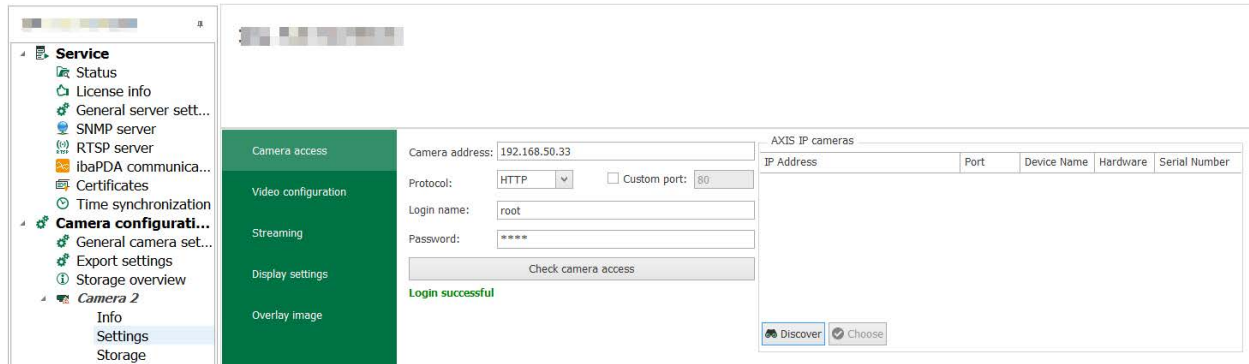 Service
Status
License info
General server sett...
SNMP server
RTSP server
ibaPDA communica...
Certificates
Time synchronization
Camera configurati...
General camera set...
Export settings
Storage overview
Camera 2
Info
Settings
Storage
Camera access
Video configuration
Streaming
Display settings
Overlay image
Camera address: 192.168.50.33
Protocol: HTTP Custom port: 80
Login name: root
Password: ****
Check camera access
Login successful
AXIS IP cameras
IP Address Port Device Name Hardware Serial Number
Discover Choose